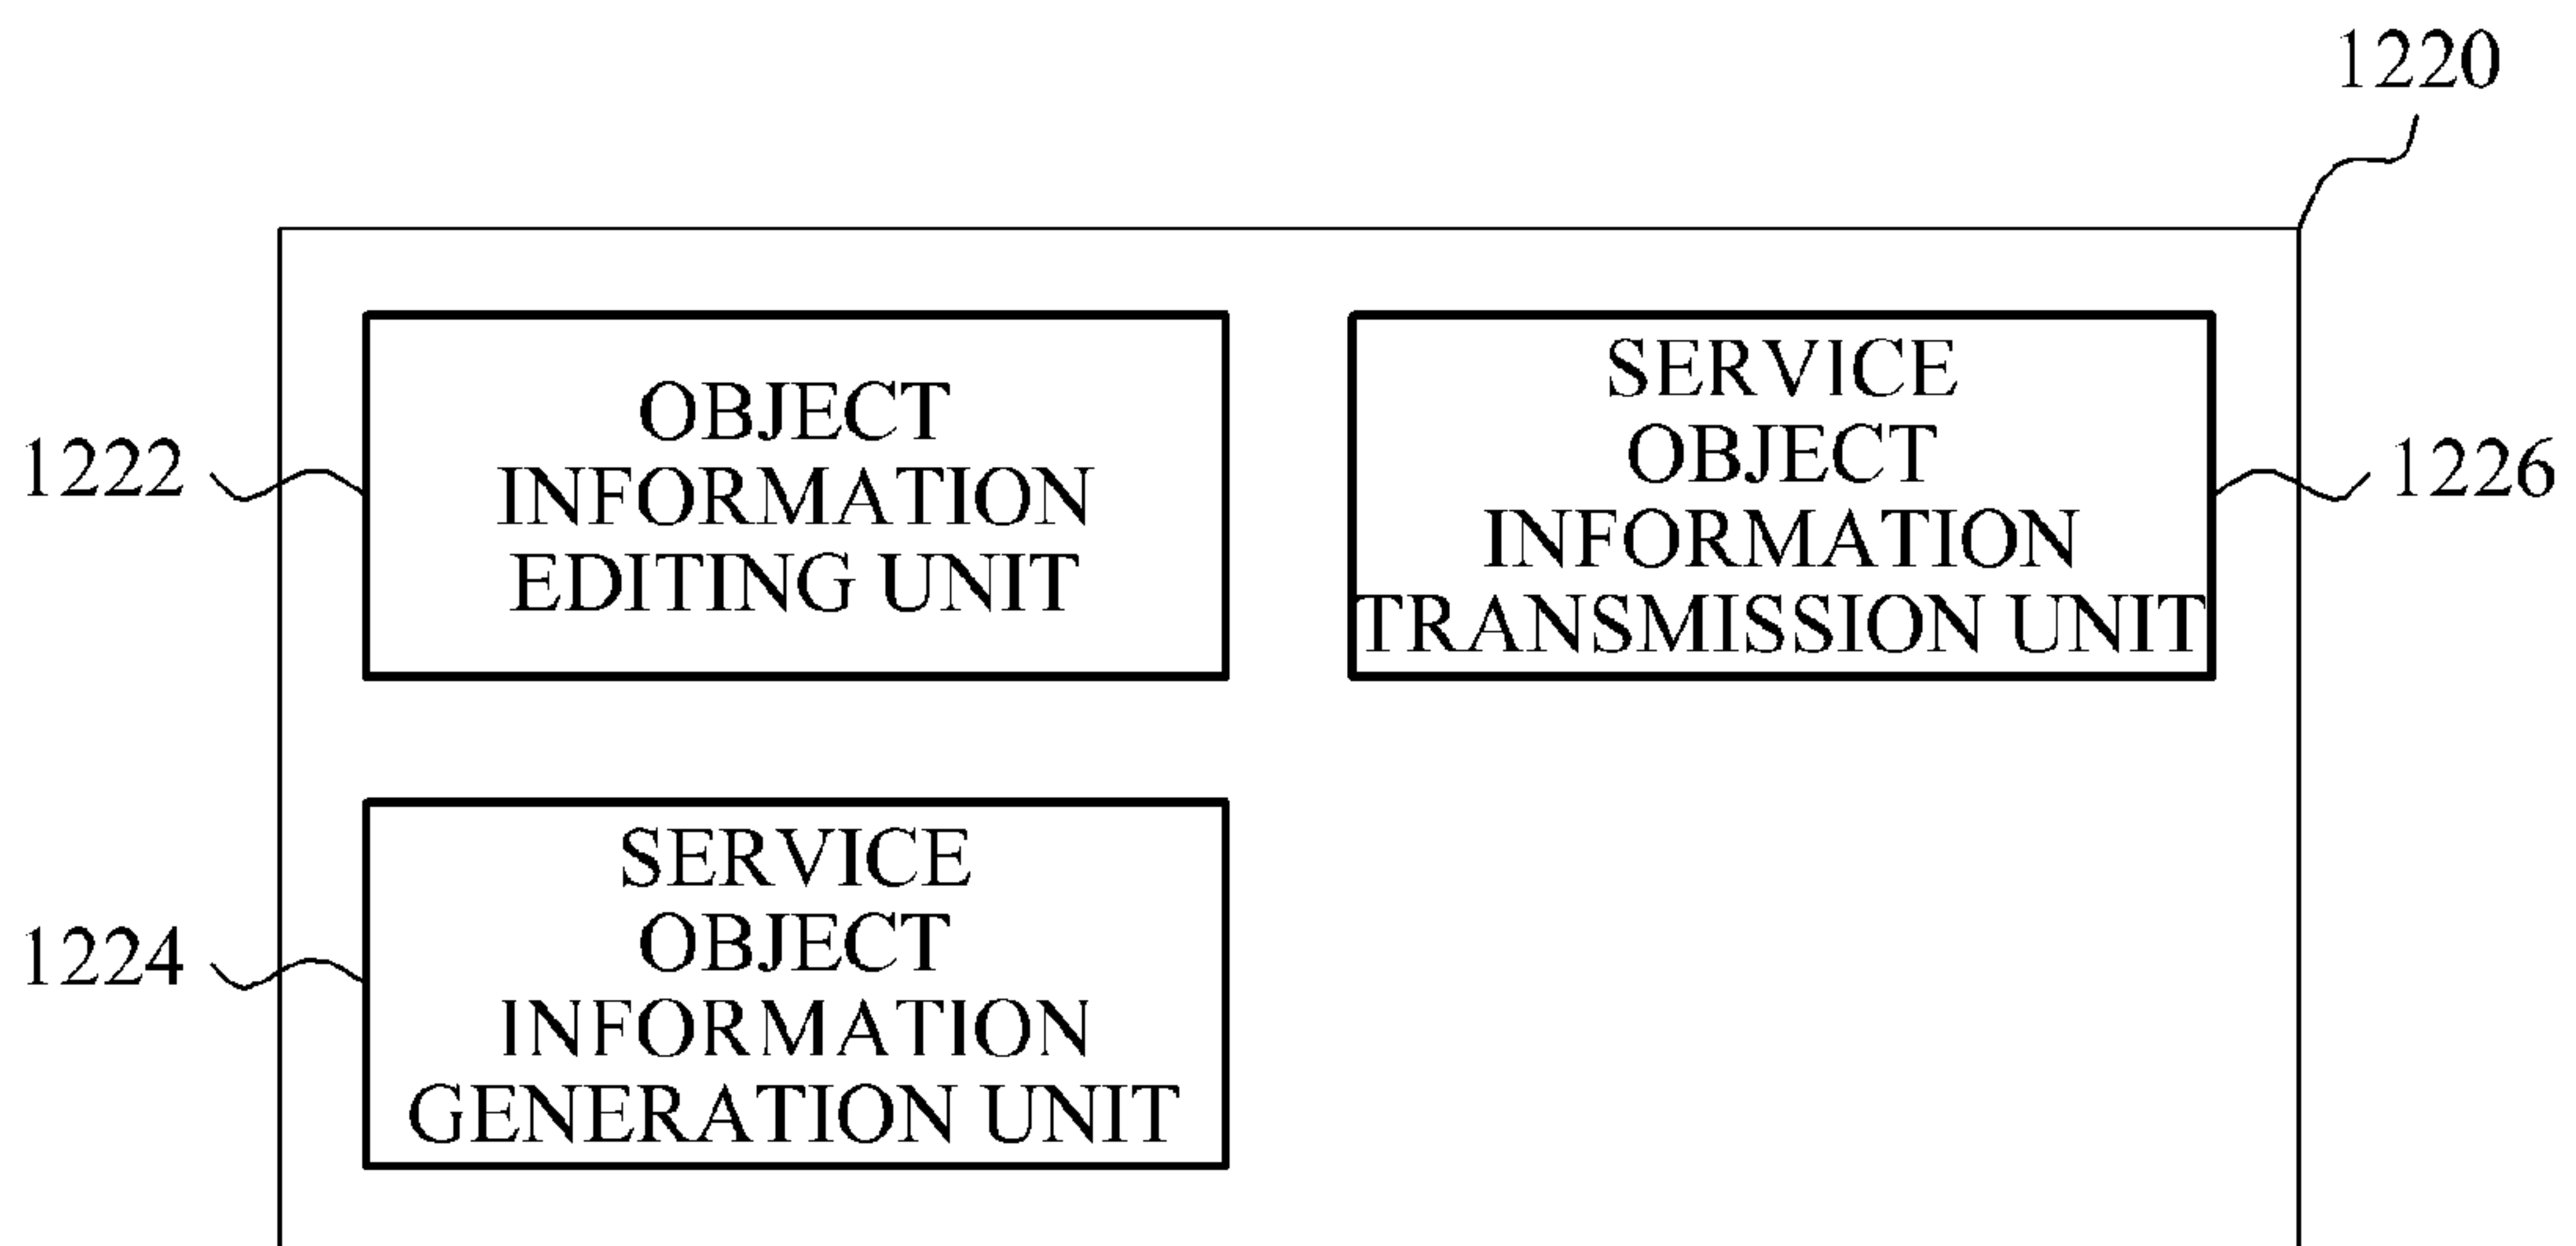 1220
OBJECT
INFORMATION
EDITING UNIT
1222
SERVICE
OBJECT
INFORMATION
TRANSMISSION UNIT
1226
SERVICE
OBJECT
INFORMATION
GENERATION UNIT
1224